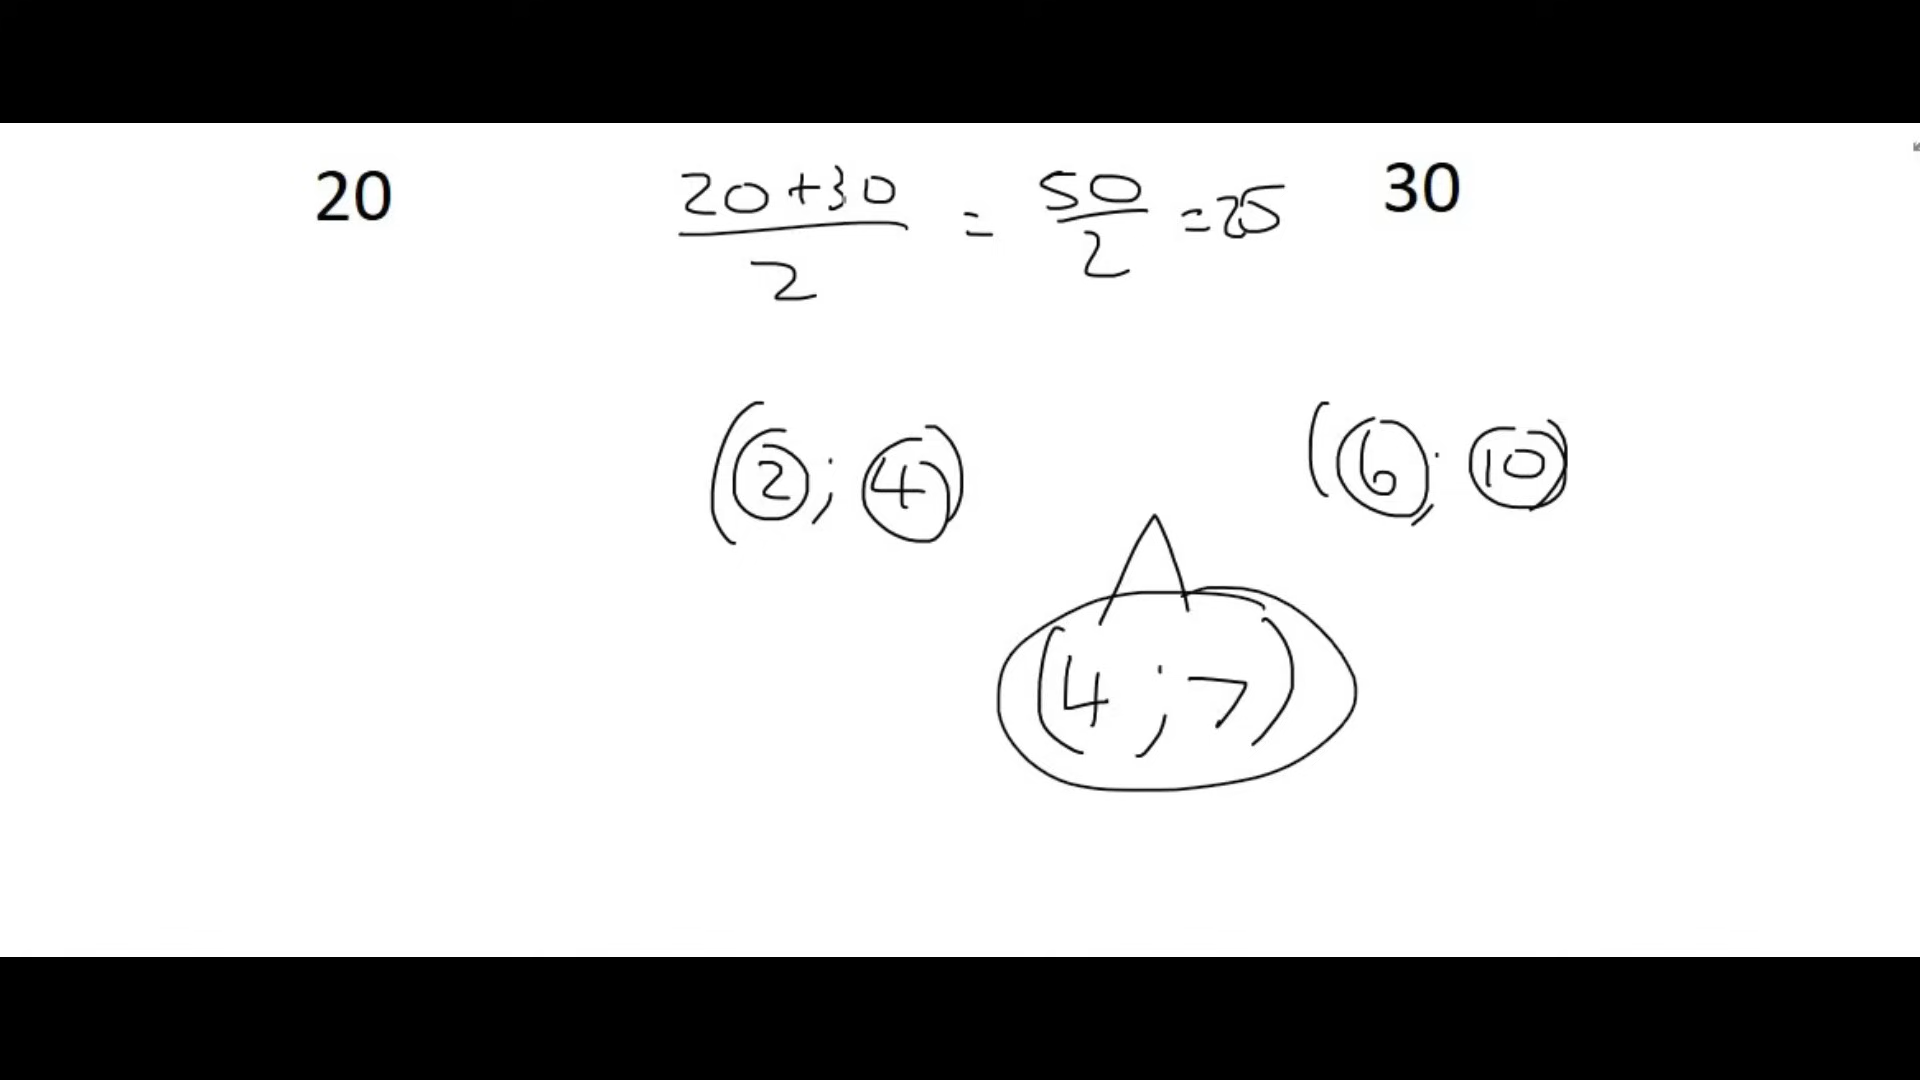 20 20+30/2 = 50/2 =25 30
(2;4) (6;10)
(4;7)